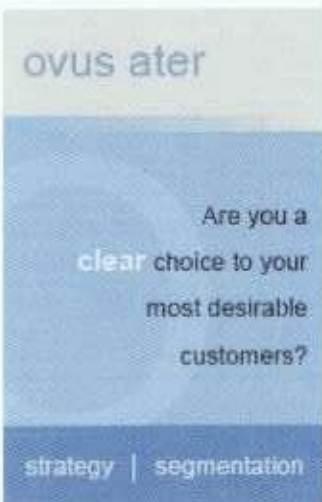 ovus ater
Are you a
clear choice to your
most desirable
customers?
strategy | segmentation